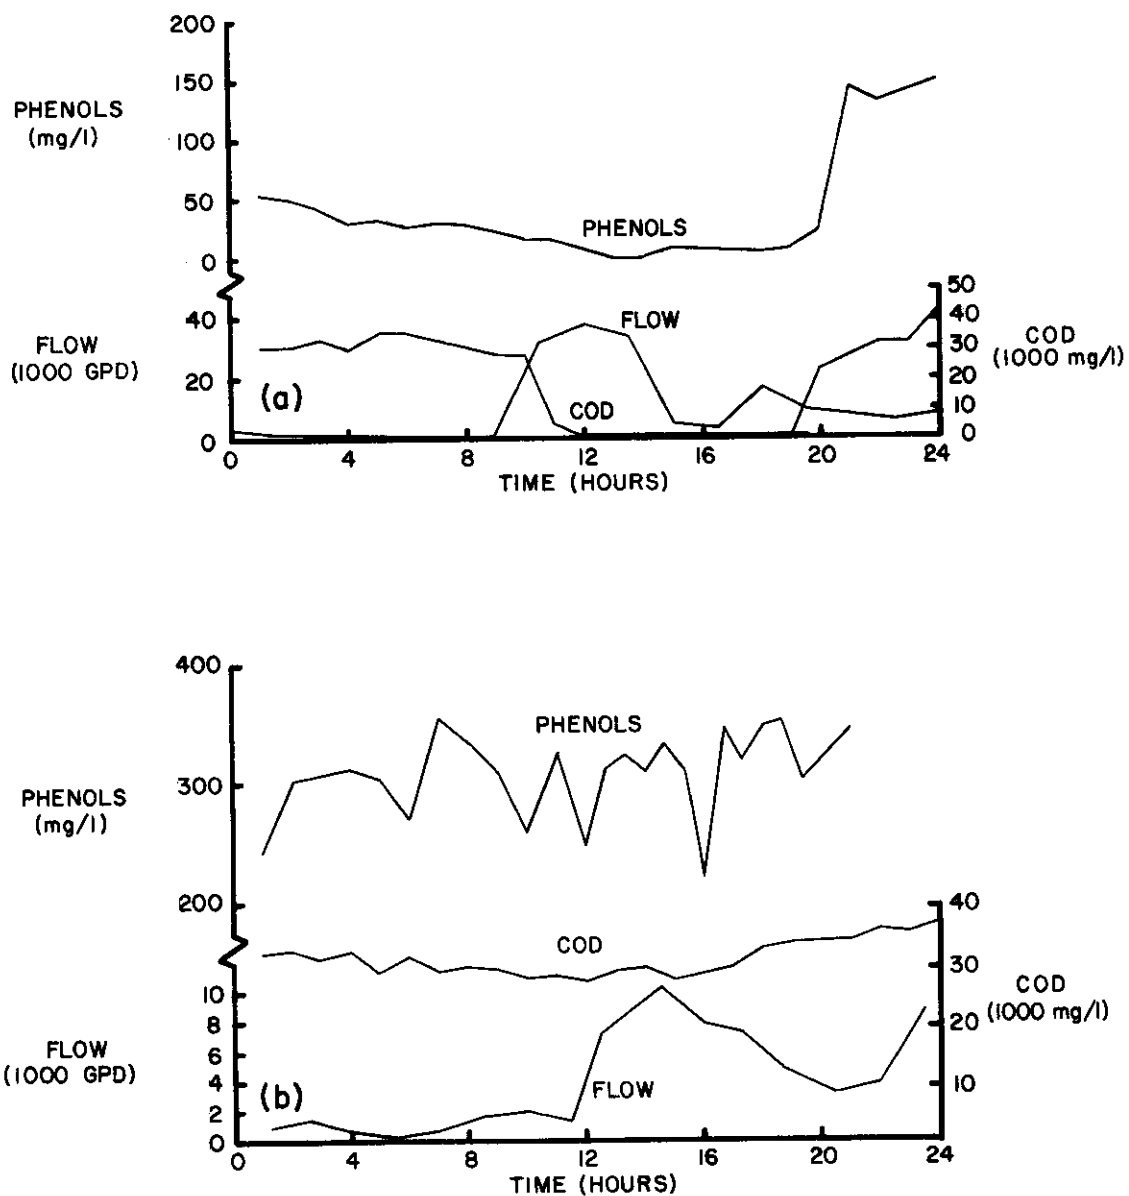 200
150
PHENOLS
(mg/l)
100
50
PHENOLS
0
50
40
FLOW
40
FLOW
(1000 GPD)
30
COD
(1000 mg/l)
20
20
(a)
COD
10
0
0
0 4 8 12 16 20 24
TIME (HOURS)
400
PHENOLS
300
PHENOLS
(mg/l)
200
40
COD
30
10
COD
(1000 mg/l)
8
20
FLOW
(1000 GPD)
6
4
(b)
FLOW
10
2
0
0 4 8 12 16 20 24
TIME (HOURS)